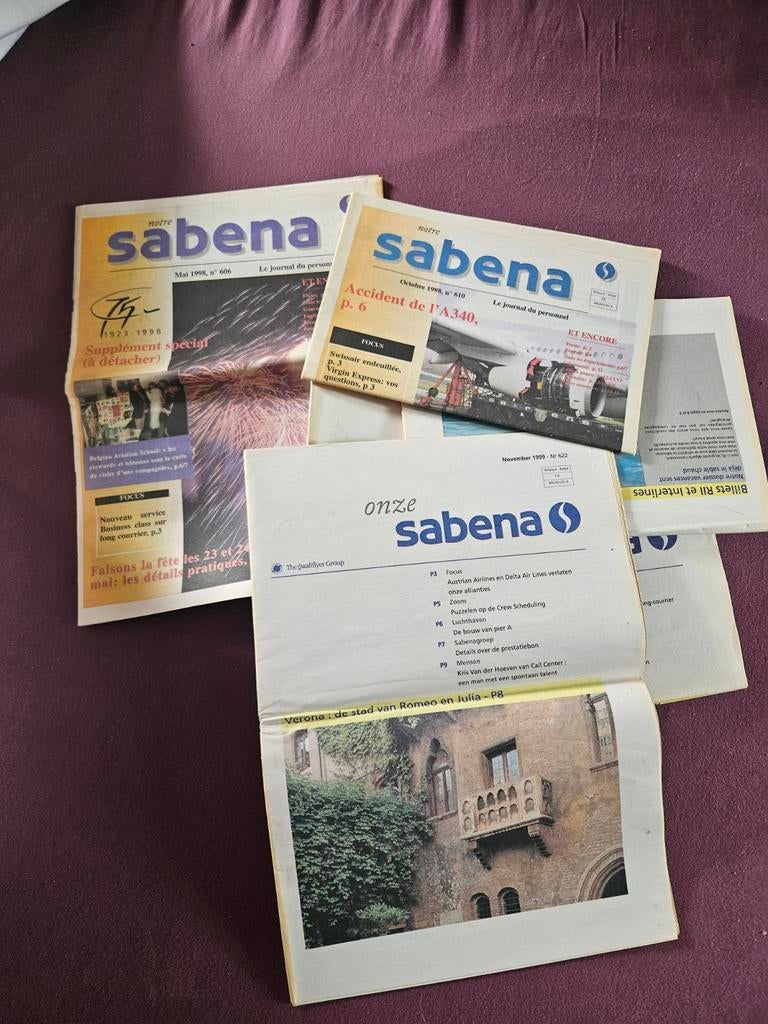 notre
sabena
Mai 1998, n° 606
Le journal du person
75
1923-1998
Supplément spécial
(à détacher)
Belgian Aviation School: « les
stewards et hôtesses sont la carte
de visite d'une compagnie», p.6/7
FOCUS
Nouveau service
Business class sur
long courrier, p.3
Faisons la fête les 23 et 24
mai: les détails pratiques,
notre
sabena
Octobre 1998, n° 610
Le journal du personnel
Accident de l'A340,
p. 6
FOCUS
Swissair endeuillée,
p. 3
Virgin Express: vos
questions, p 3
ET ENCORE
November 1999 - Nr 622
Belgique - België
P.B.
BRUXELLES X
onze
sabena
The Qualiflyer Group
P3 Focus
Austrian Airlines en Delta Air Lines verlaten
onze allianties
P5 Zoom
Puzzelen op de Crew Scheduling
P6 Luchthaven
De bouw van pier A
P7 Sabenagroep
Details over de prestatiebon
P9 Mensen
Kris Van der Hoeven van Call Center :
een man met een spontaan talent
Verona : de stad van Romeo en Julia - P8
Billets RII et Interlines
Notre dossier vacances sent
déjà le sable chaud
ng-courrier